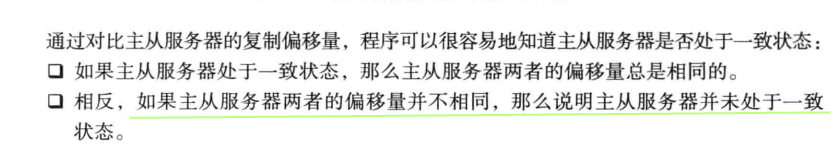 通过对比主从服务器的复制偏移量，程序可以很容易地知道主从服务器是否处于一致状态：
❑ 如果主从服务器处于一致状态，那么主从服务器两者的偏移量总是相同的。
❑ 相反，如果主从服务器两者的偏移量并不相同，那么说明主从服务器并未处于一致
状态。